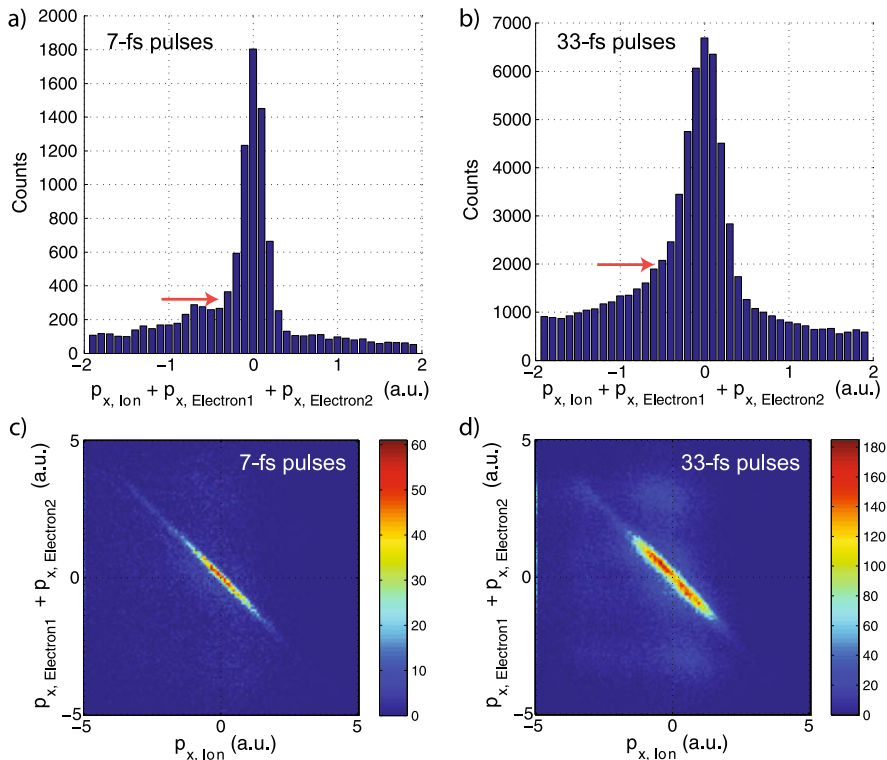 a)
7-fs pulses
2000
1800
1600
1400
1200
1000
800
600
400
200
0
Counts
−2 −1 0 1 2
p x, Ion + p x, Electron1 + p x, Electron2 (a.u.)
b)
33-fs pulses
7000
6000
5000
4000
3000
2000
1000
0
Counts
−2 −1 0 1 2
p x, Ion + p x, Electron1 + p x, Electron2 (a.u.)
c)
7-fs pulses
5
0
−5
p x, Electron1 + p x, Electron2 (a.u.)
−5 0 5
p x, Ion (a.u.)
60
50
40
30
20
10
0
d)
33-fs pulses
5
0
−5
p x, Electron1 + p x, Electron2 (a.u.)
−5 0 5
p x, Ion (a.u.)
180
160
140
120
100
80
60
40
20
0